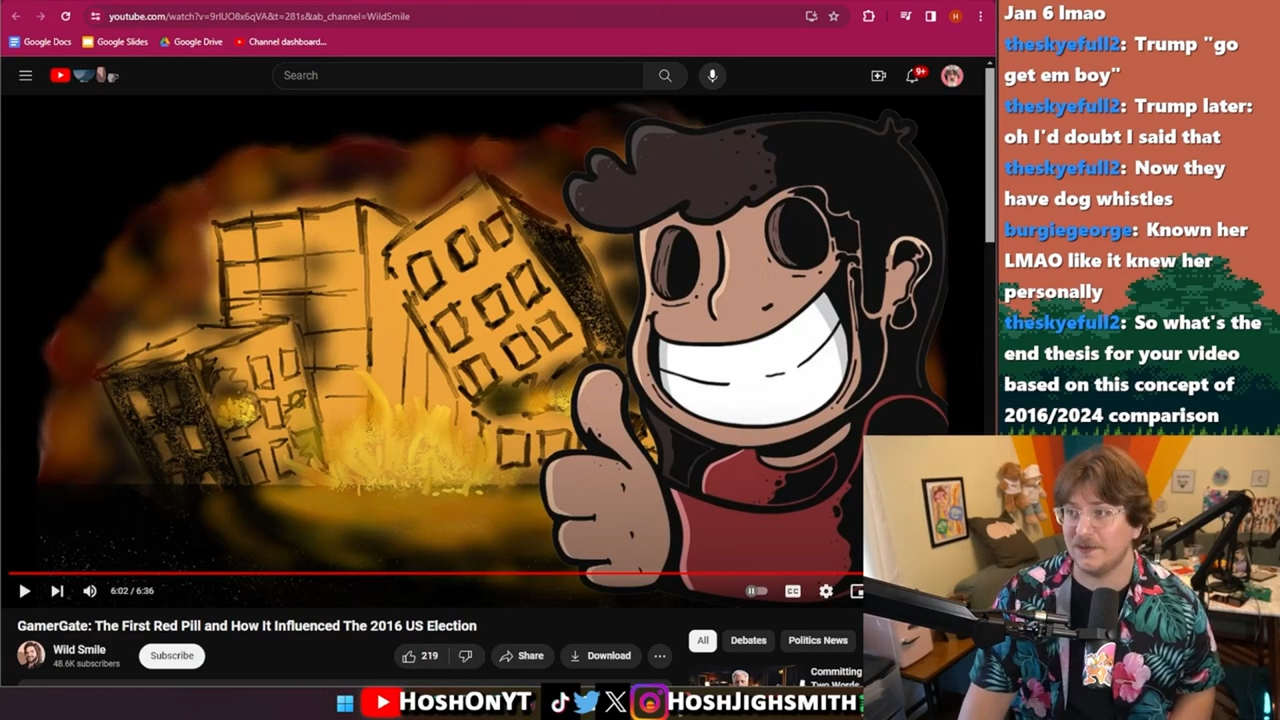 youtube.com/watch?v=9rlUO8x6qVA&t=281s&ab_channel=WildSmile
H
Google Docs
Google Slides
Google Drive
Channel dashboard...
Search
9+
6:02 / 6:36
CC
GamerGate: The First Red Pill and How It Influenced The 2016 US Election
Wild Smile
48.6K subscribers
Subscribe
219
Share
Download
All
Debates
Politics News
Committing
Jan 6 lmao
theskyefull2: Trump "go
get em boy"
theskyefull2: Trump later:
oh I'd doubt I said that
theskyefull2: Now they
have dog whistles
burgiegeorge: Known her
LMAO like it knew her
personally
theskyefull2: So what's the
end thesis for your video
based on this concept of
2016/2024 comparison
HoshOnYT
HoshJighsmith